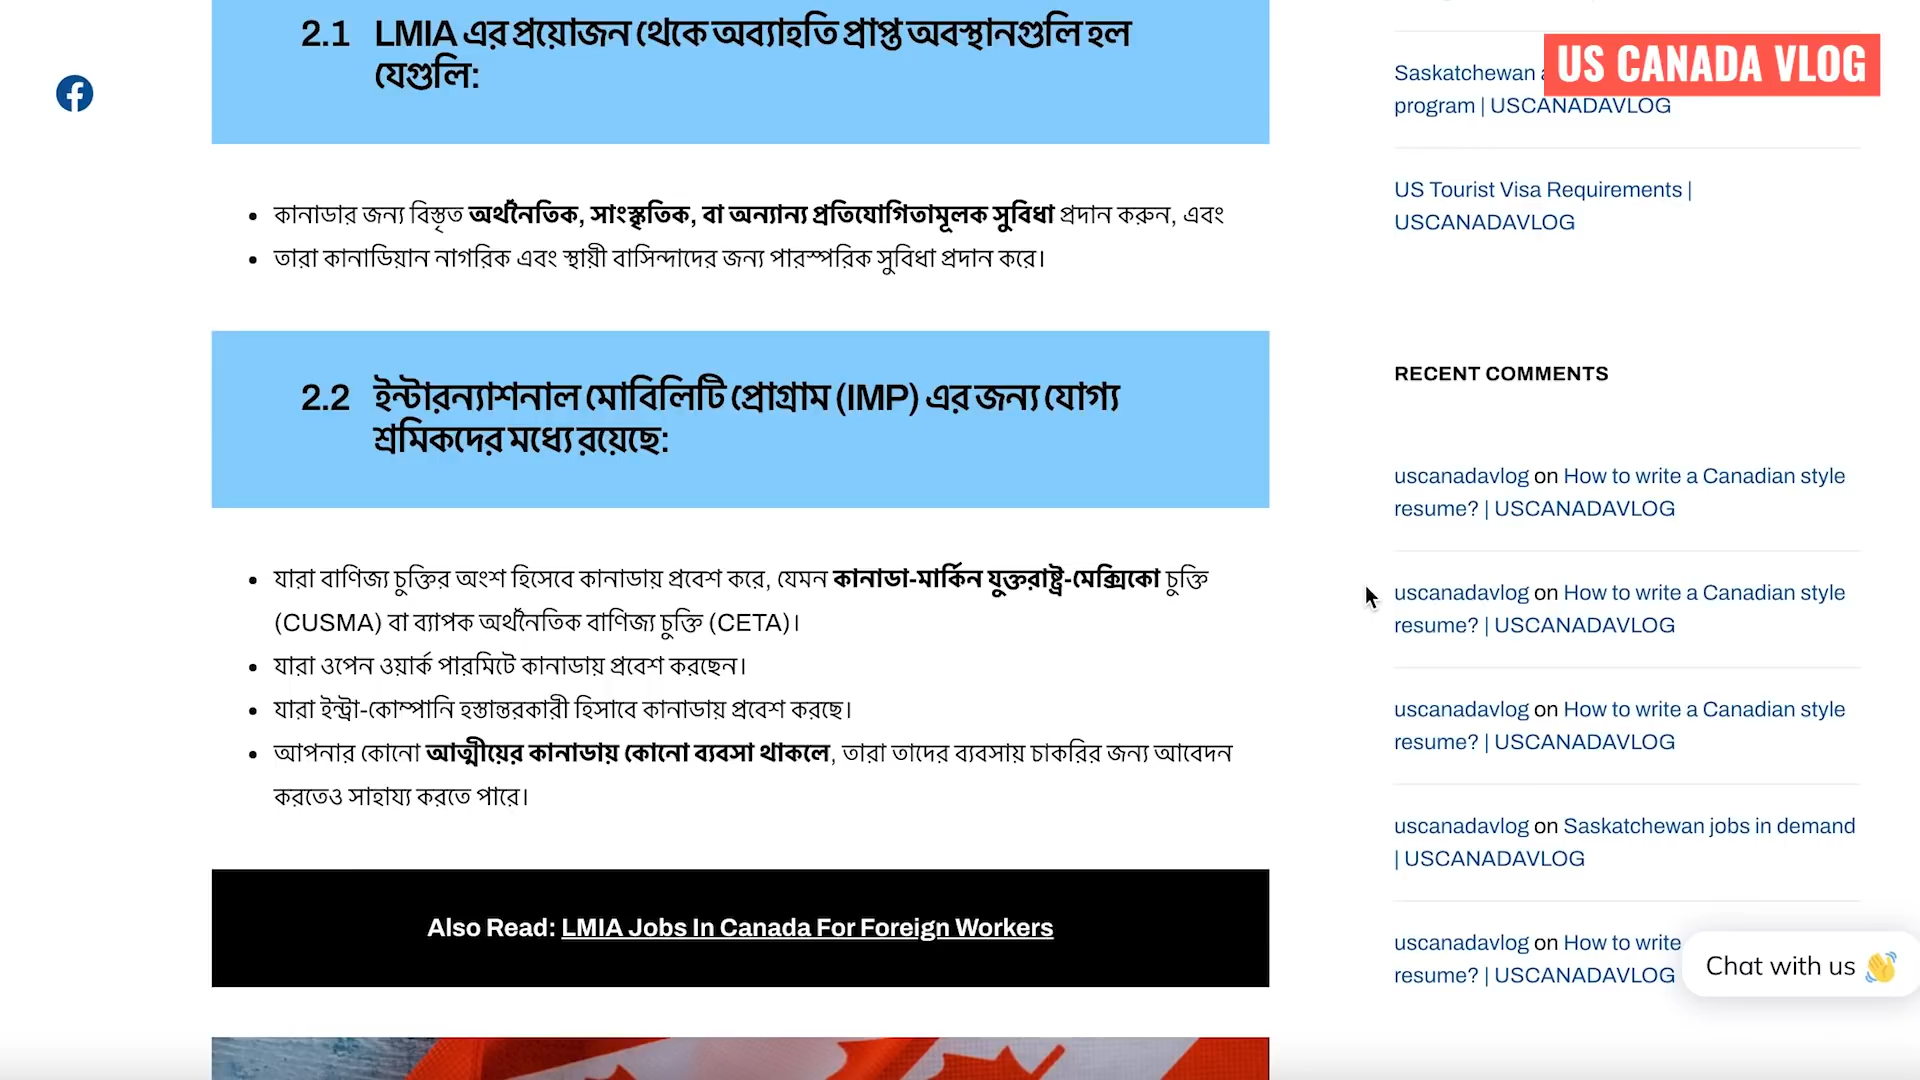 2.1 LMIA এর প্রয়োজন থেকে অব্যাহতি প্রাপ্ত অবস্থানগুলি হল
যেগুলি:
কানাডার জন্য বিস্তৃত অর্থনৈতিক, সাংস্কৃতিক, বা অন্যান্য প্রতিযোগিতামূলক সুবিধা প্রদান করুন, এবং
তারা কানাডিয়ান নাগরিক এবং স্থায়ী বাসিন্দাদের জন্য পারস্পরিক সুবিধা প্রদান করে।
2.2 ইন্টারন্যাশনাল মোবিলিটি প্রোগ্রাম (IMP) এর জন্য যোগ্য
শ্রমিকদের মধ্যে রয়েছে:
যারা বাণিজ্য চুক্তির অংশ হিসেবে কানাডায় প্রবেশ করে, যেমন কানাডা-মার্কিন যুক্তরাষ্ট্র-মেক্সিকো চুক্তি
(CUSMA) বা ব্যাপক অর্থনৈতিক বাণিজ্য চুক্তি (CETA)।
যারা ওপেন ওয়ার্ক পারমিটে কানাডায় প্রবেশ করছেন।
যারা ইন্ট্রা-কোম্পানি হস্তান্তরকারী হিসাবে কানাডায় প্রবেশ করছে।
আপনার কোনো আত্মীয়ের কানাডায় কোনো ব্যবসা থাকলে, তারা তাদের ব্যবসায় চাকরির জন্য আবেদন
করতেও সাহায্য করতে পারে।
Also Read: LMIA Jobs In Canada For Foreign Workers
US CANADA VLOG
Saskatchewan
program | USCANADAVLOG
US Tourist Visa Requirements |
USCANADAVLOG
RECENT COMMENTS
uscanadavlog on How to write a Canadian style
resume? | USCANADAVLOG
uscanadavlog on How to write a Canadian style
resume? | USCANADAVLOG
uscanadavlog on How to write a Canadian style
resume? | USCANADAVLOG
uscanadavlog on Saskatchewan jobs in demand
| USCANADAVLOG
uscanadavlog on How to write
resume? | USCANADAVLOG
Chat with us 👋